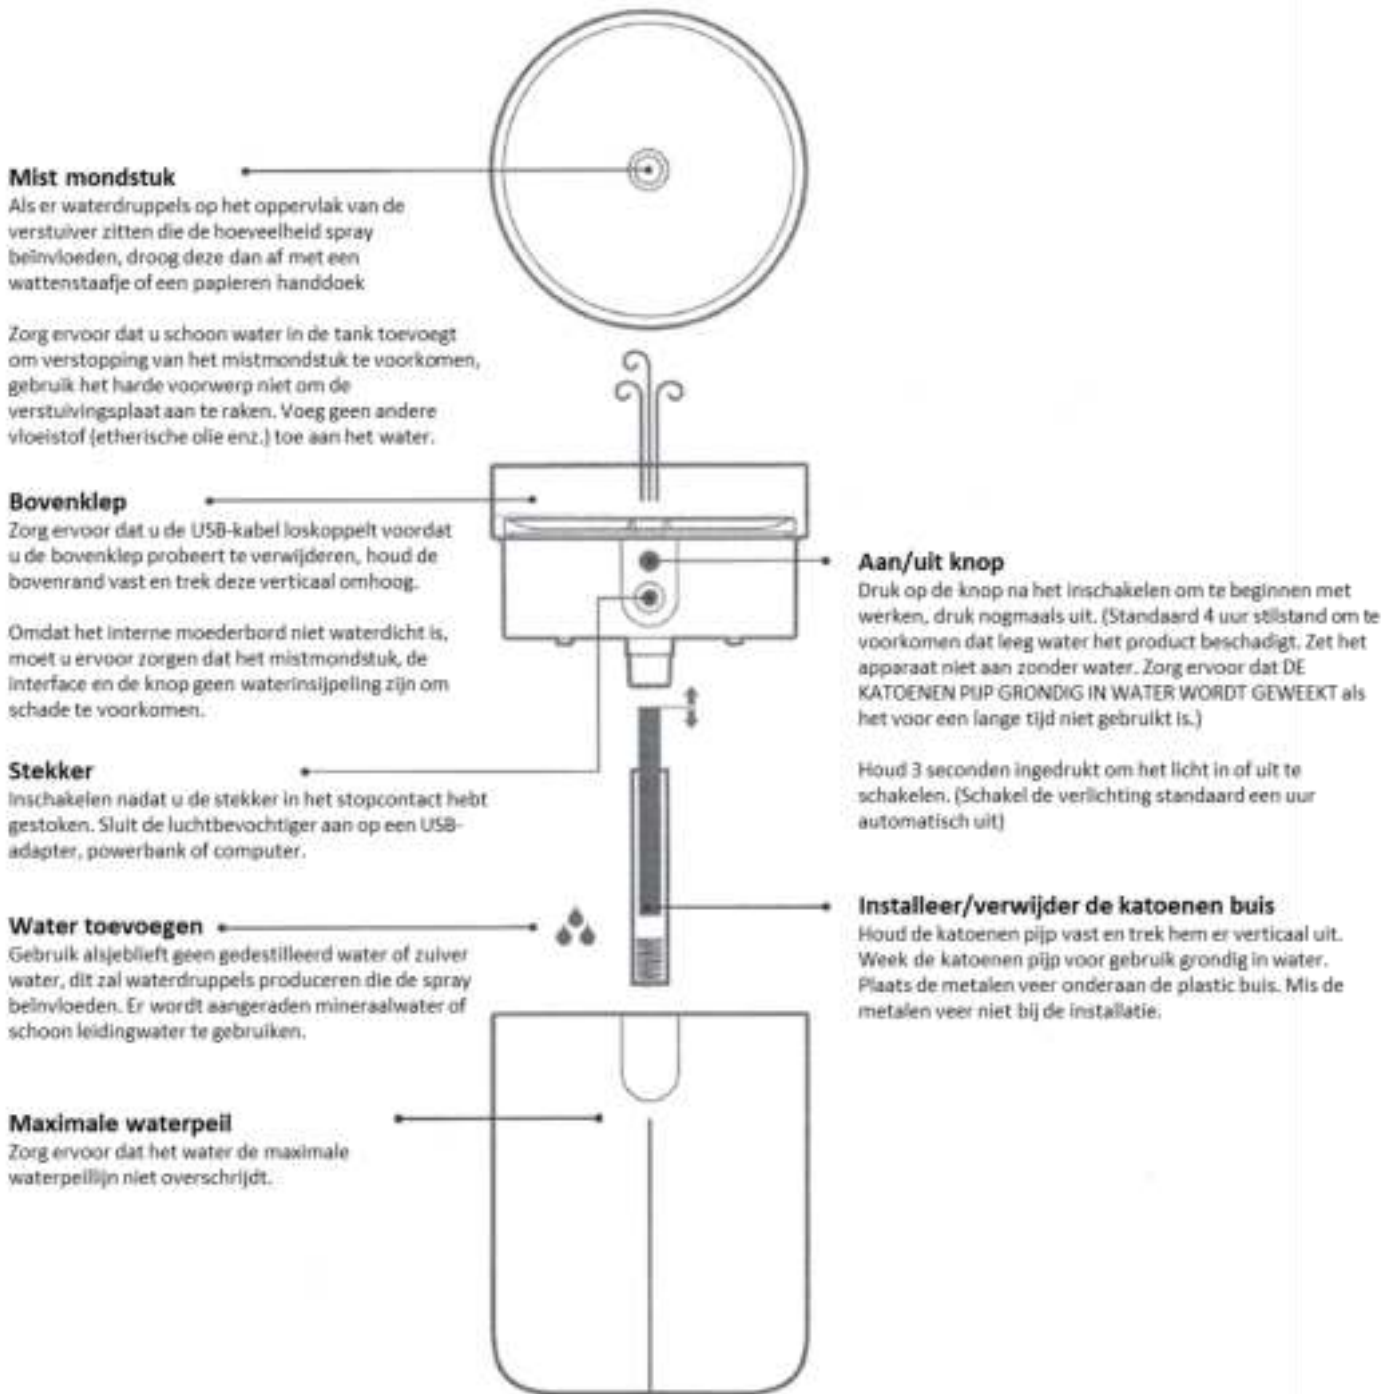 Mist mondstuk
Als er waterdruppels op het oppervlak van de
verstuiver zitten die de hoeveelheid spray
beïnvloeden, droog deze dan af met een
wattenstaafje of een papieren handdoek
Zorg ervoor dat u schoon water in de tank toevoegt
om verstopping van het mistmondstuk te voorkomen,
gebruik het harde voorwerp niet om de
verstuivingsplaat aan te raken. Voeg geen andere
vloeistof (etherische olie enz.) toe aan het water.
Bovenklep
Zorg ervoor dat u de USB-kabel loskoppelt voordat
u de bovenklep probeert te verwijderen, houd de
bovenrand vast en trek deze verticaal omhoog.
Omdat het interne moederbord niet waterdicht is,
moet u ervoor zorgen dat het mistmondstuk, de
interface en de knop geen waterinsijpeling zijn om
schade te voorkomen.
Stekker
Inschakelen nadat u de stekker in het stopcontact hebt
gestoken. Sluit de luchtbevochtiger aan op een USB-
adapter, powerbank of computer.
Water toevoegen
Gebruik alsjeblieft geen gedestilleerd water of zuiver
water, dit zal waterdruppels produceren die de spray
beïnvloeden. Er wordt aangeraden mineraalwater of
schoon leidingwater te gebruiken.
Maximale waterpeil
Zorg ervoor dat het water de maximale
waterpeillijn niet overschrijdt.
Aan/uit knop
Druk op de knop na het inschakelen om te beginnen met
werken, druk nogmaals uit. (Standaard 4 uur stilstand om te
voorkomen dat leeg water het product beschadigt. Zet het
apparaat niet aan zonder water. Zorg ervoor dat DE
KATOENEN PIJP GRONDIG IN WATER WORDT GEWEEKT als
het voor een lange tijd niet gebruikt is.)
Houd 3 seconden ingedrukt om het licht in of uit te
schakelen. (Schakel de verlichting standaard een uur
automatisch uit)
Installeer/verwijder de katoenen buis
Houd de katoenen pijp vast en trek hem er verticaal uit.
Week de katoenen pijp voor gebruik grondig in water.
Plaats de metalen veer onderaan de plastic buis. Mis de
metalen veer niet bij de installatie.